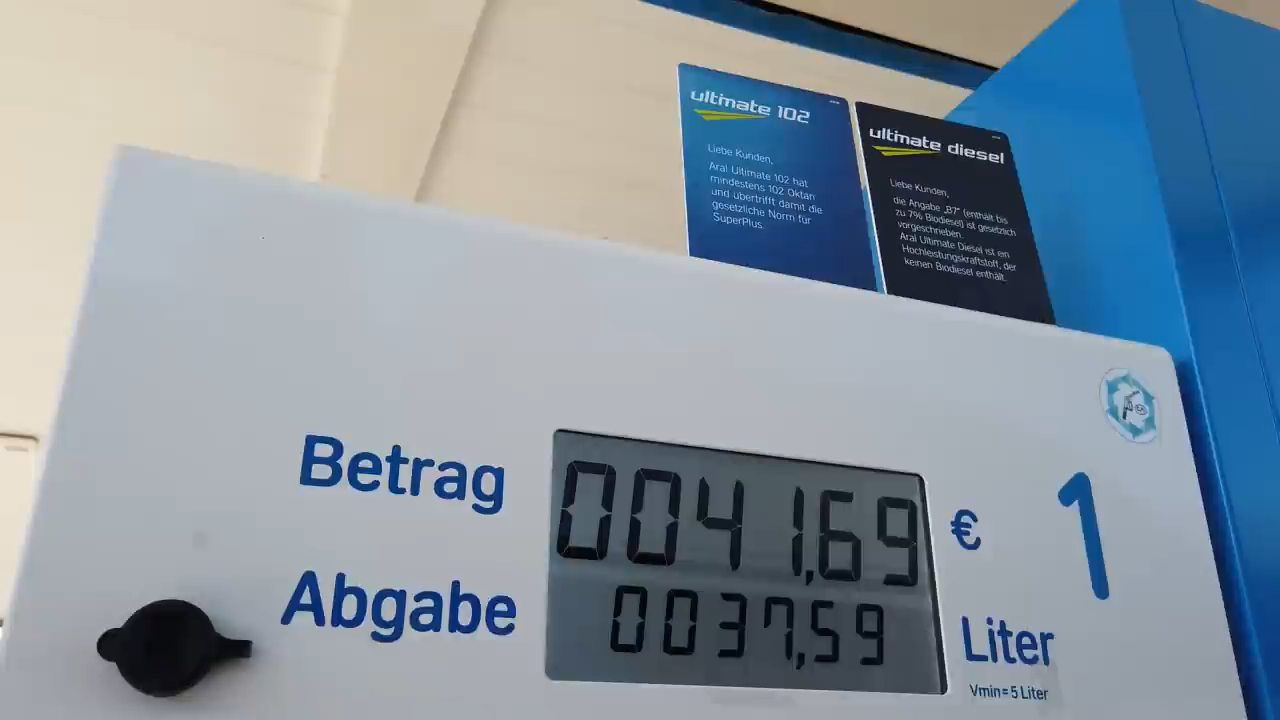 ultimate 102
Liebe Kunden,
Aral Ultimate 102 hat
mindestens 102 Oktan
und übertrifft damit die
gesetzliche Norm für
SuperPlus.
ultimate diesel
Liebe Kunden,
die Angabe „B7“ (enthält bis
zu 7% Biodiesel) ist gesetzlich
vorgeschrieben.
Aral Ultimate Diesel ist ein
Hochleistungskraftstoff, der
keinen Biodiesel enthält.
Betrag 0041,69 € 1
Abgabe 0037,59 Liter
Vmin=5 Liter